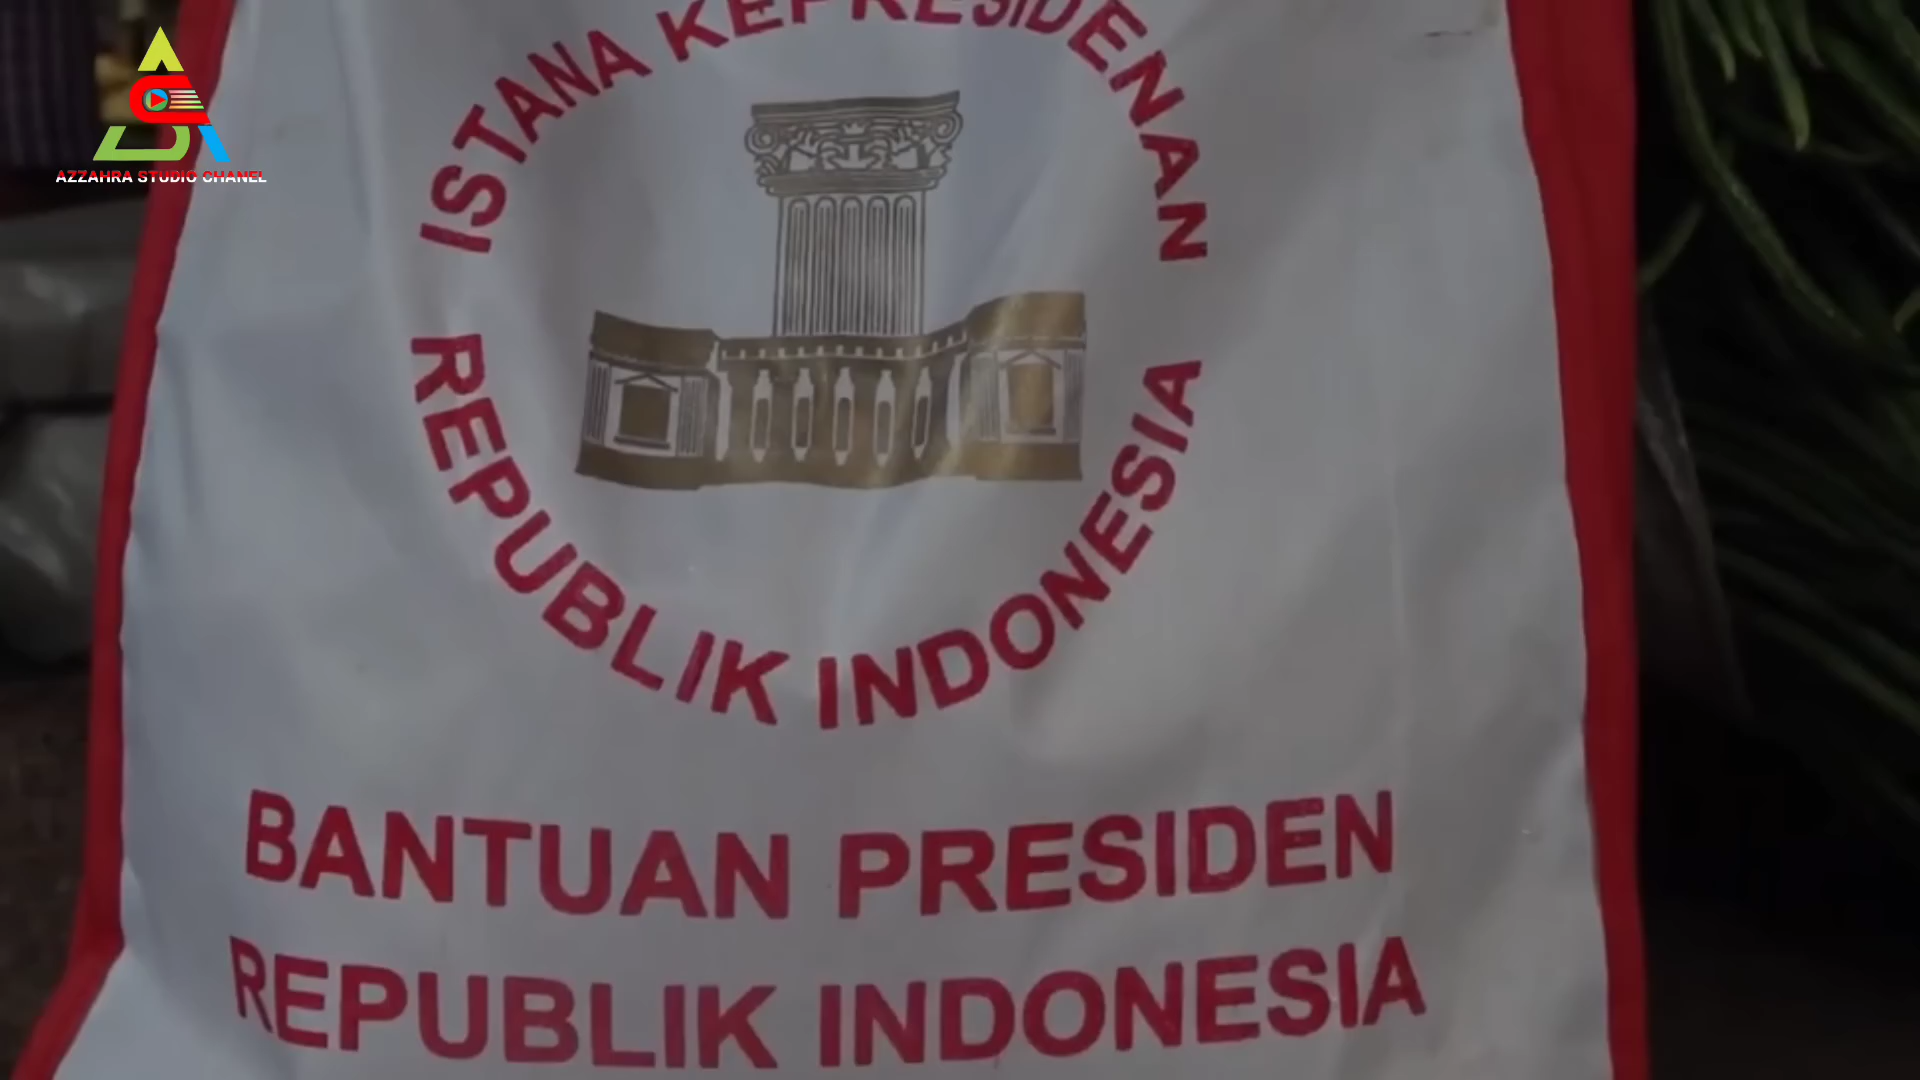 AZZAHRA STUDIO CHANEL
ISTANA KEPRESIDENAN
REPUBLIK INDONESIA
BANTUAN PRESIDEN
REPUBLIK INDONESIA